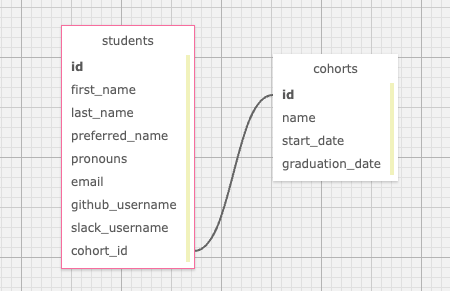 students
id
first_name
last_name
preferred_name
pronouns
email
github_username
slack_username
cohort_id
cohorts
id
name
start_date
graduation_date